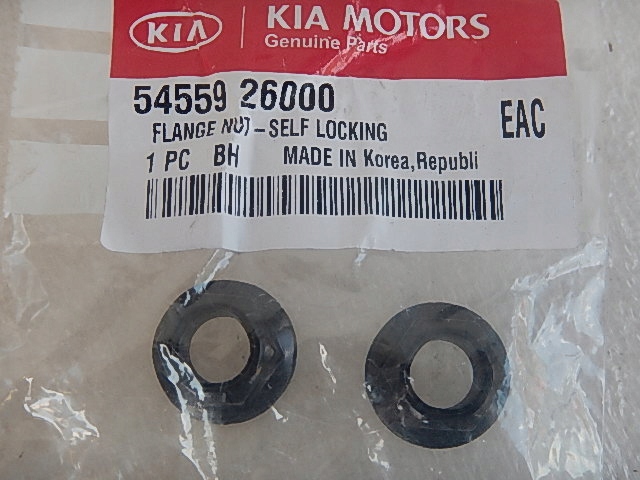 KIA KIA MOTORS
Genuine Parts
54559 26000
FLANGE NUT-SELF LOCKING EAC
1 PC BH MADE IN Korea,Republi